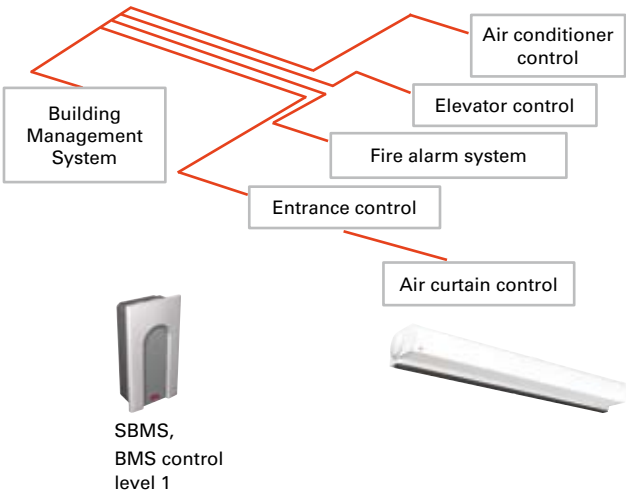 Air conditioner
control
Building
Management
System
Elevator control
Fire alarm system
Entrance control
Air curtain control
SBMS,
BMS control
level 1